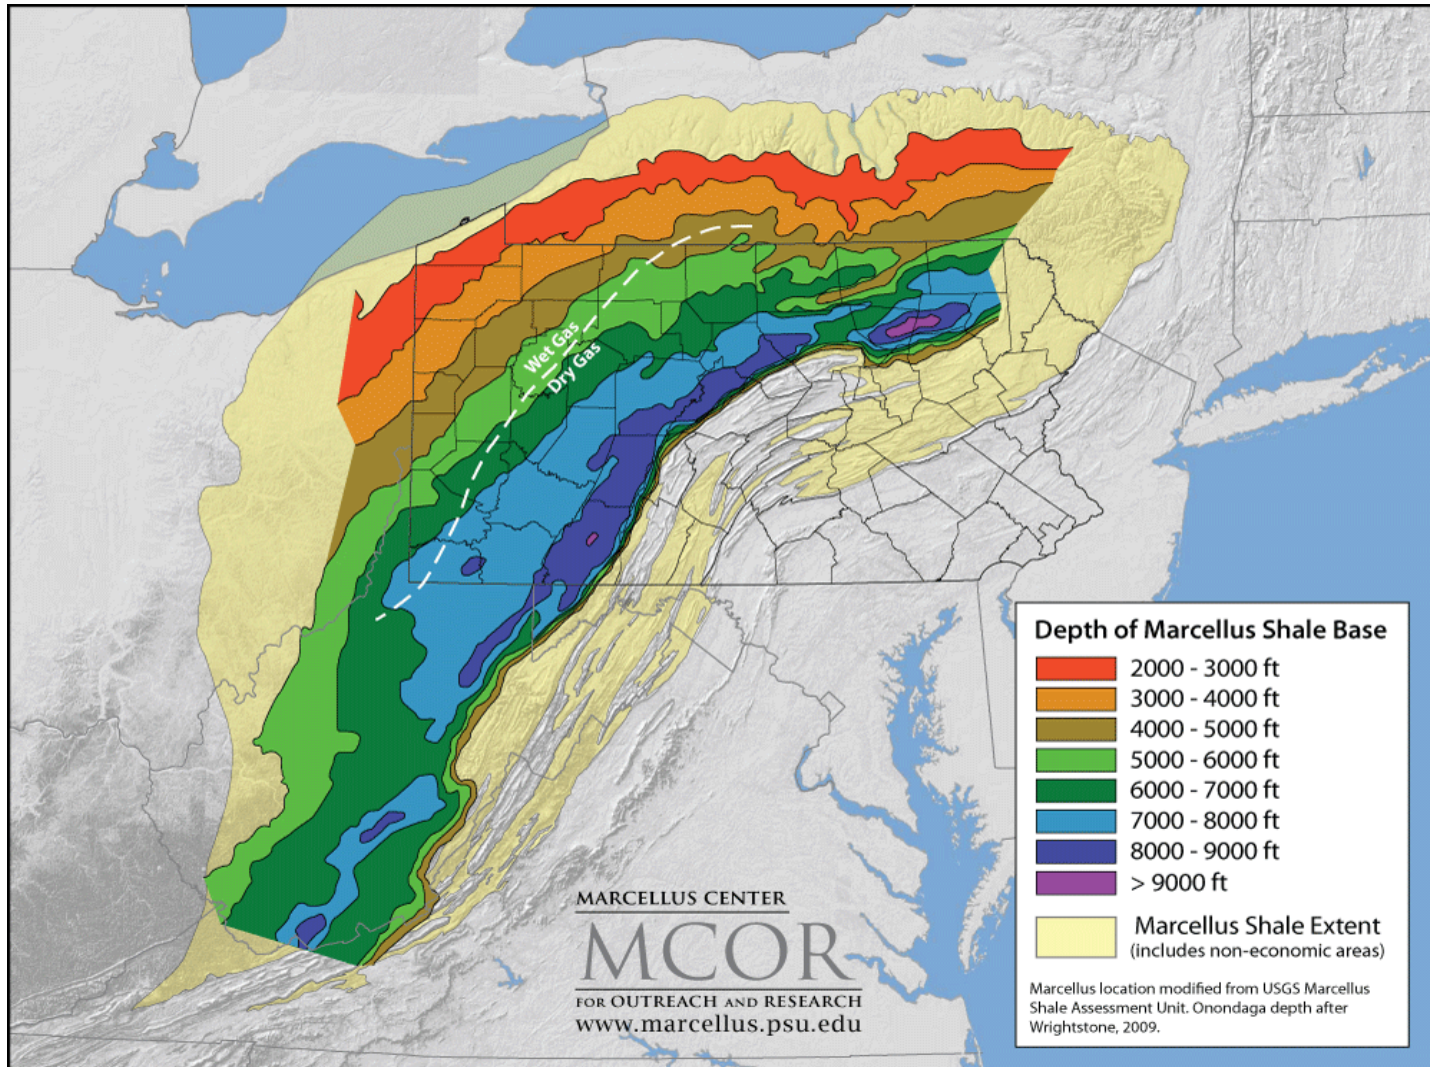 Wet Gas
Dry Gas
Depth of Marcellus Shale Base
2000 - 3000 ft
3000 - 4000 ft
4000 - 5000 ft
5000 - 6000 ft
6000 - 7000 ft
7000 - 8000 ft
8000 - 9000 ft
> 9000 ft
Marcellus Shale Extent
(includes non-economic areas)
Marcellus location modified from USGS Marcellus
Shale Assessment Unit. Onondaga depth after
Wrightstone, 2009.
MARCELLUS CENTER
MCOR
FOR OUTREACH AND RESEARCH
www.marcellus.psu.edu